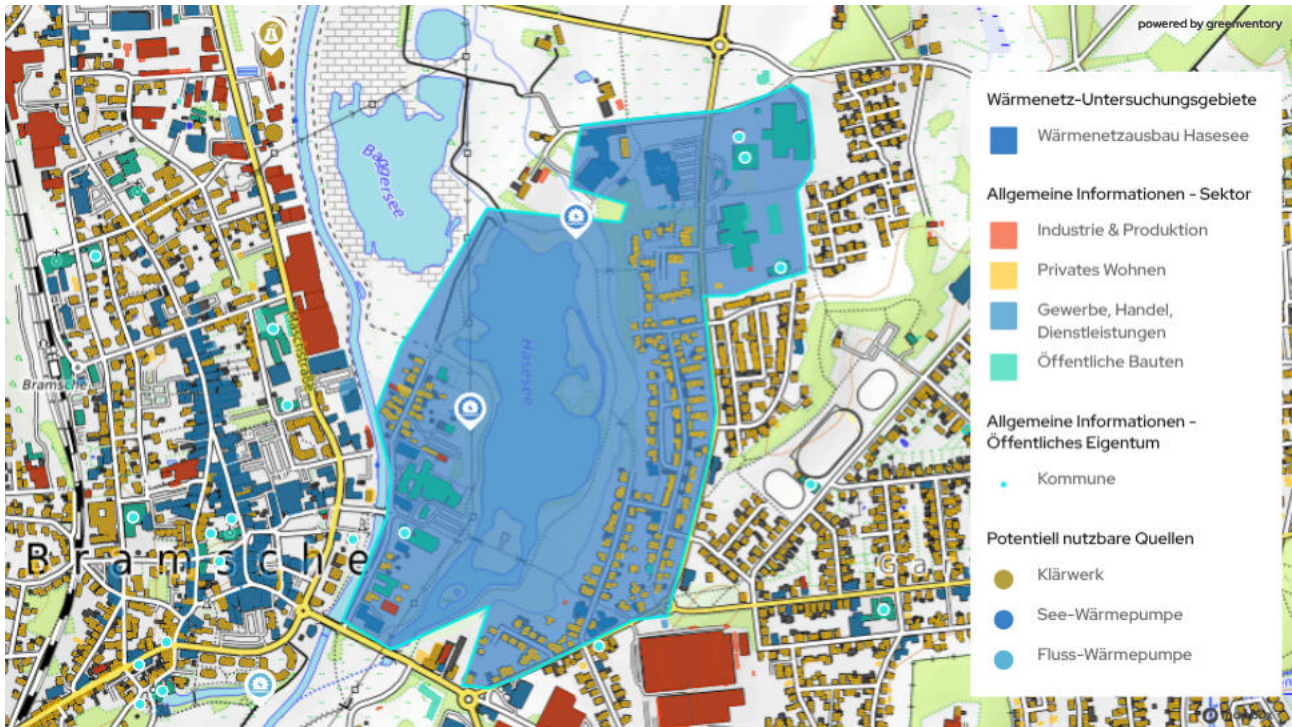 powered by greenventory
Wärmenetz-Untersuchungsgebiete
Wärmenetzausbau Hasesee
Allgemeine Informationen - Sektor
Industrie & Produktion
Privates Wohnen
Gewerbe, Handel,
Dienstleistungen
Öffentliche Bauten
Allgemeine Informationen -
Öffentliches Eigentum
Kommune
Potentiell nutzbare Quellen
Klärwerk
See-Wärmepumpe
Fluss-Wärmepumpe
Baggersee
Hasesee
Bramsche
Bramsche